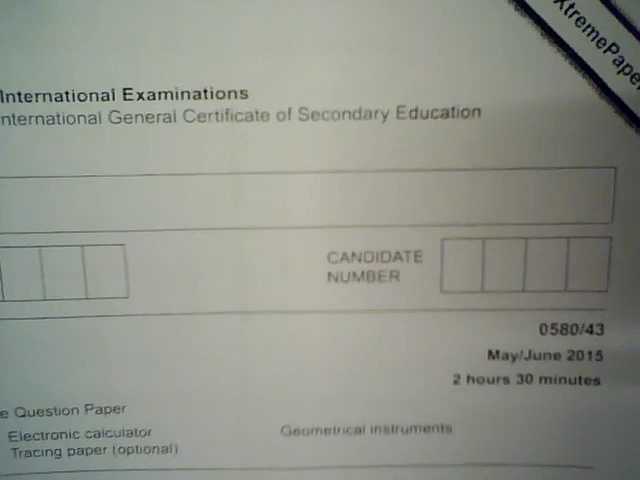 XtremePaper
International Examinations
nternational General Certificate of Secondary Education
CANDIDATE
NUMBER
0580/43
May/June 2015
2 hours 30 minutes
e Question Paper
Electronic calculator
Geometrical instruments
Tracing paper (optional)